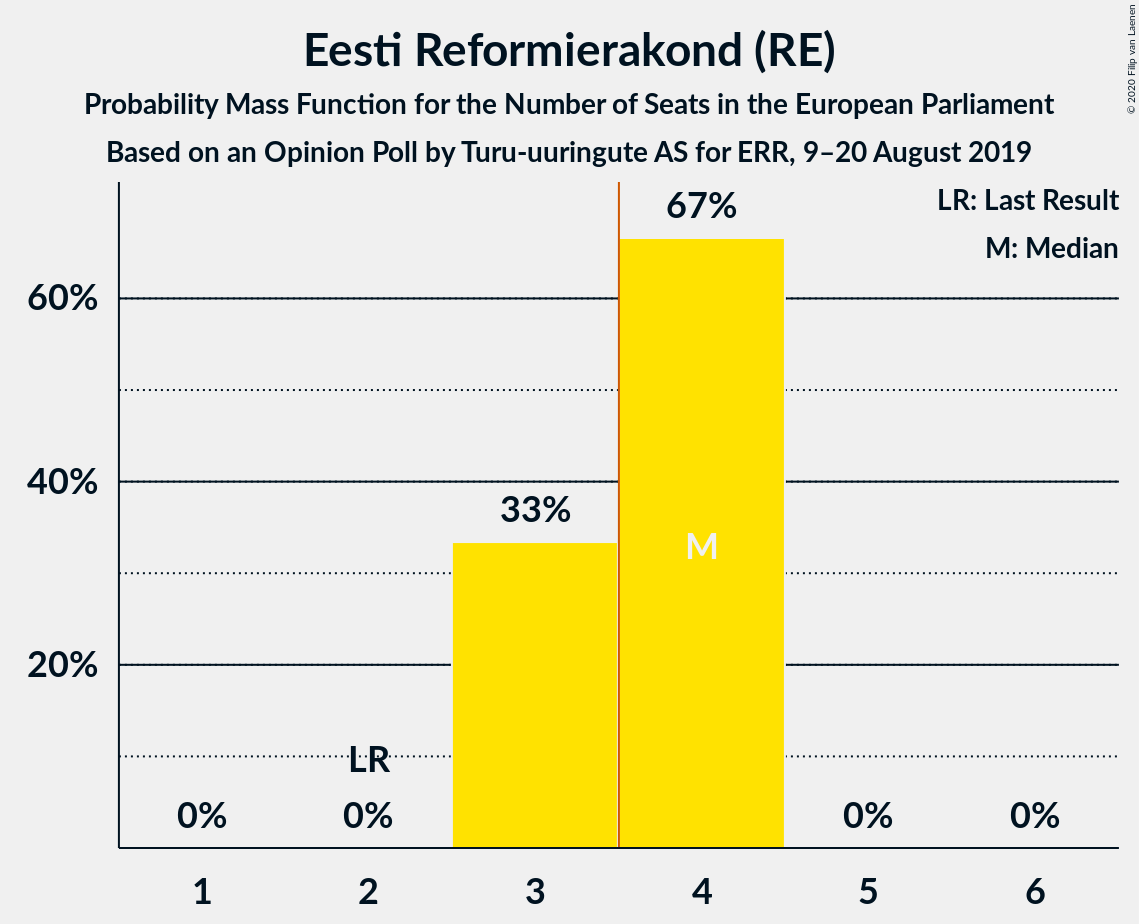 Eesti Reformierakond (RE)
Probability Mass Function for the Number of Seats in the European Parliament
Based on an Opinion Poll by Turu-uuringute AS for ERR, 9–20 August 2019
© 2020 Filip van Laenen
LR: Last Result
M: Median
67%
60%
40%
33%
M
20%
LR
0%
0%
0%
0%
1
2
3
4
5
6